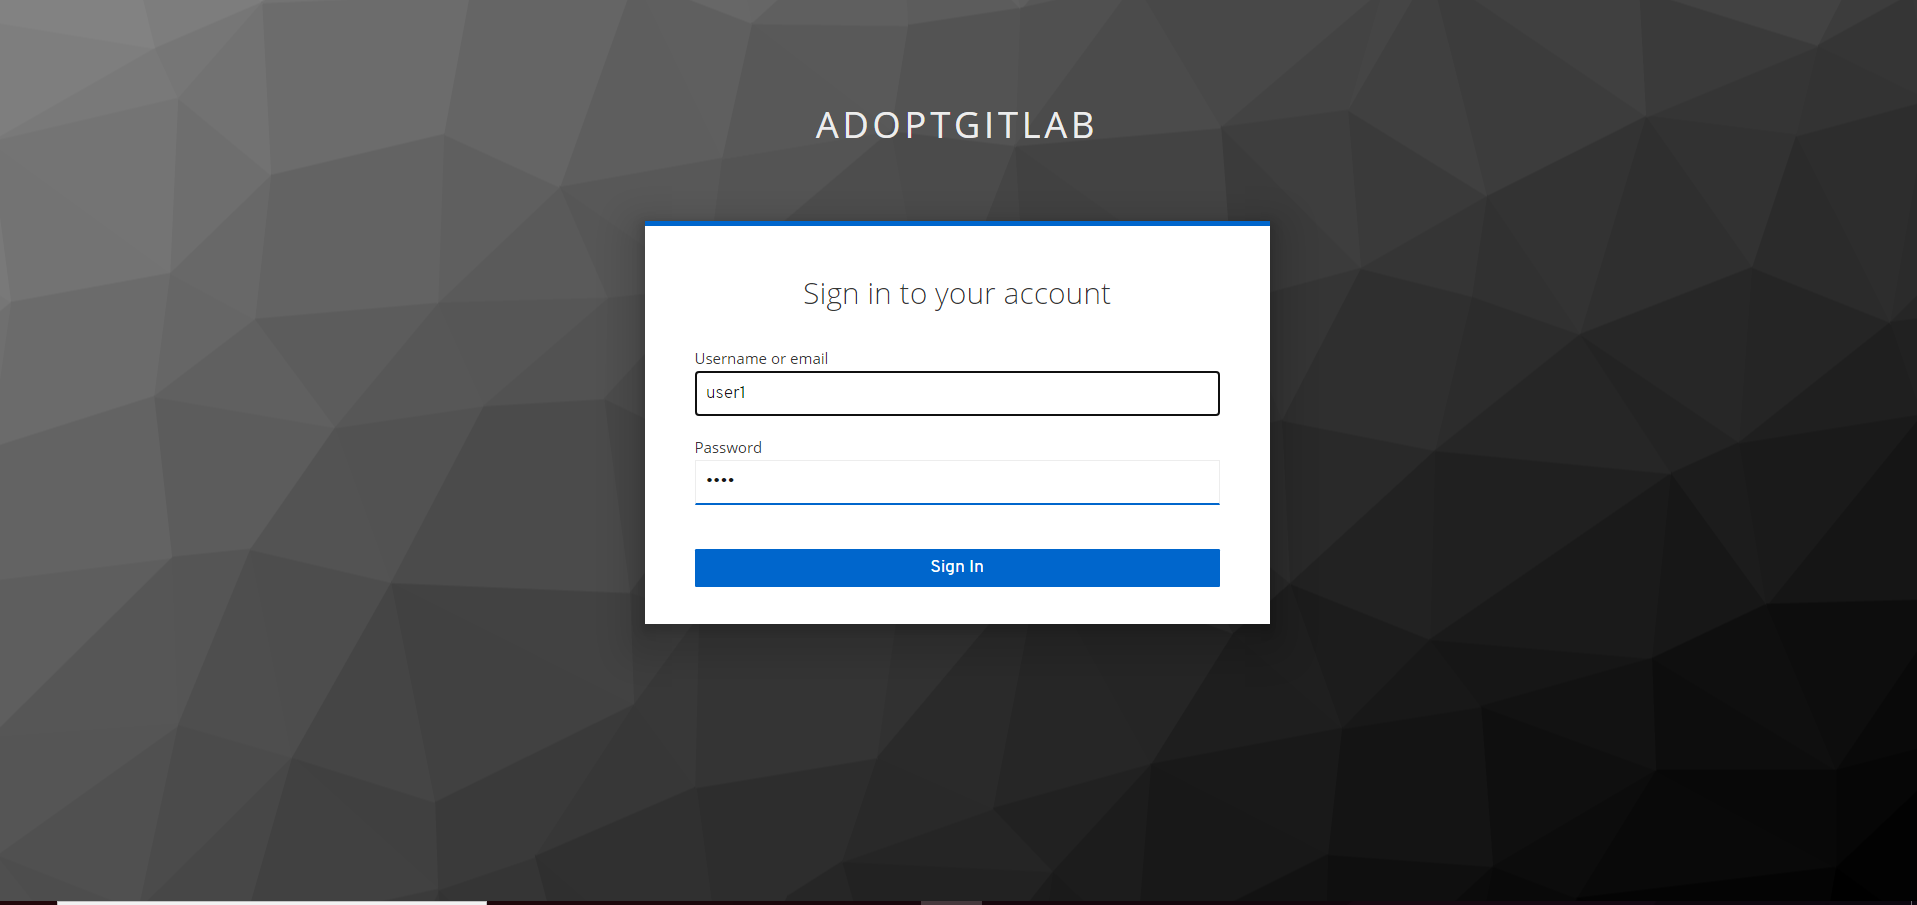 ADOPTGITLAB
Sign in to your account
Username or email
user1
Password
••••
Sign In